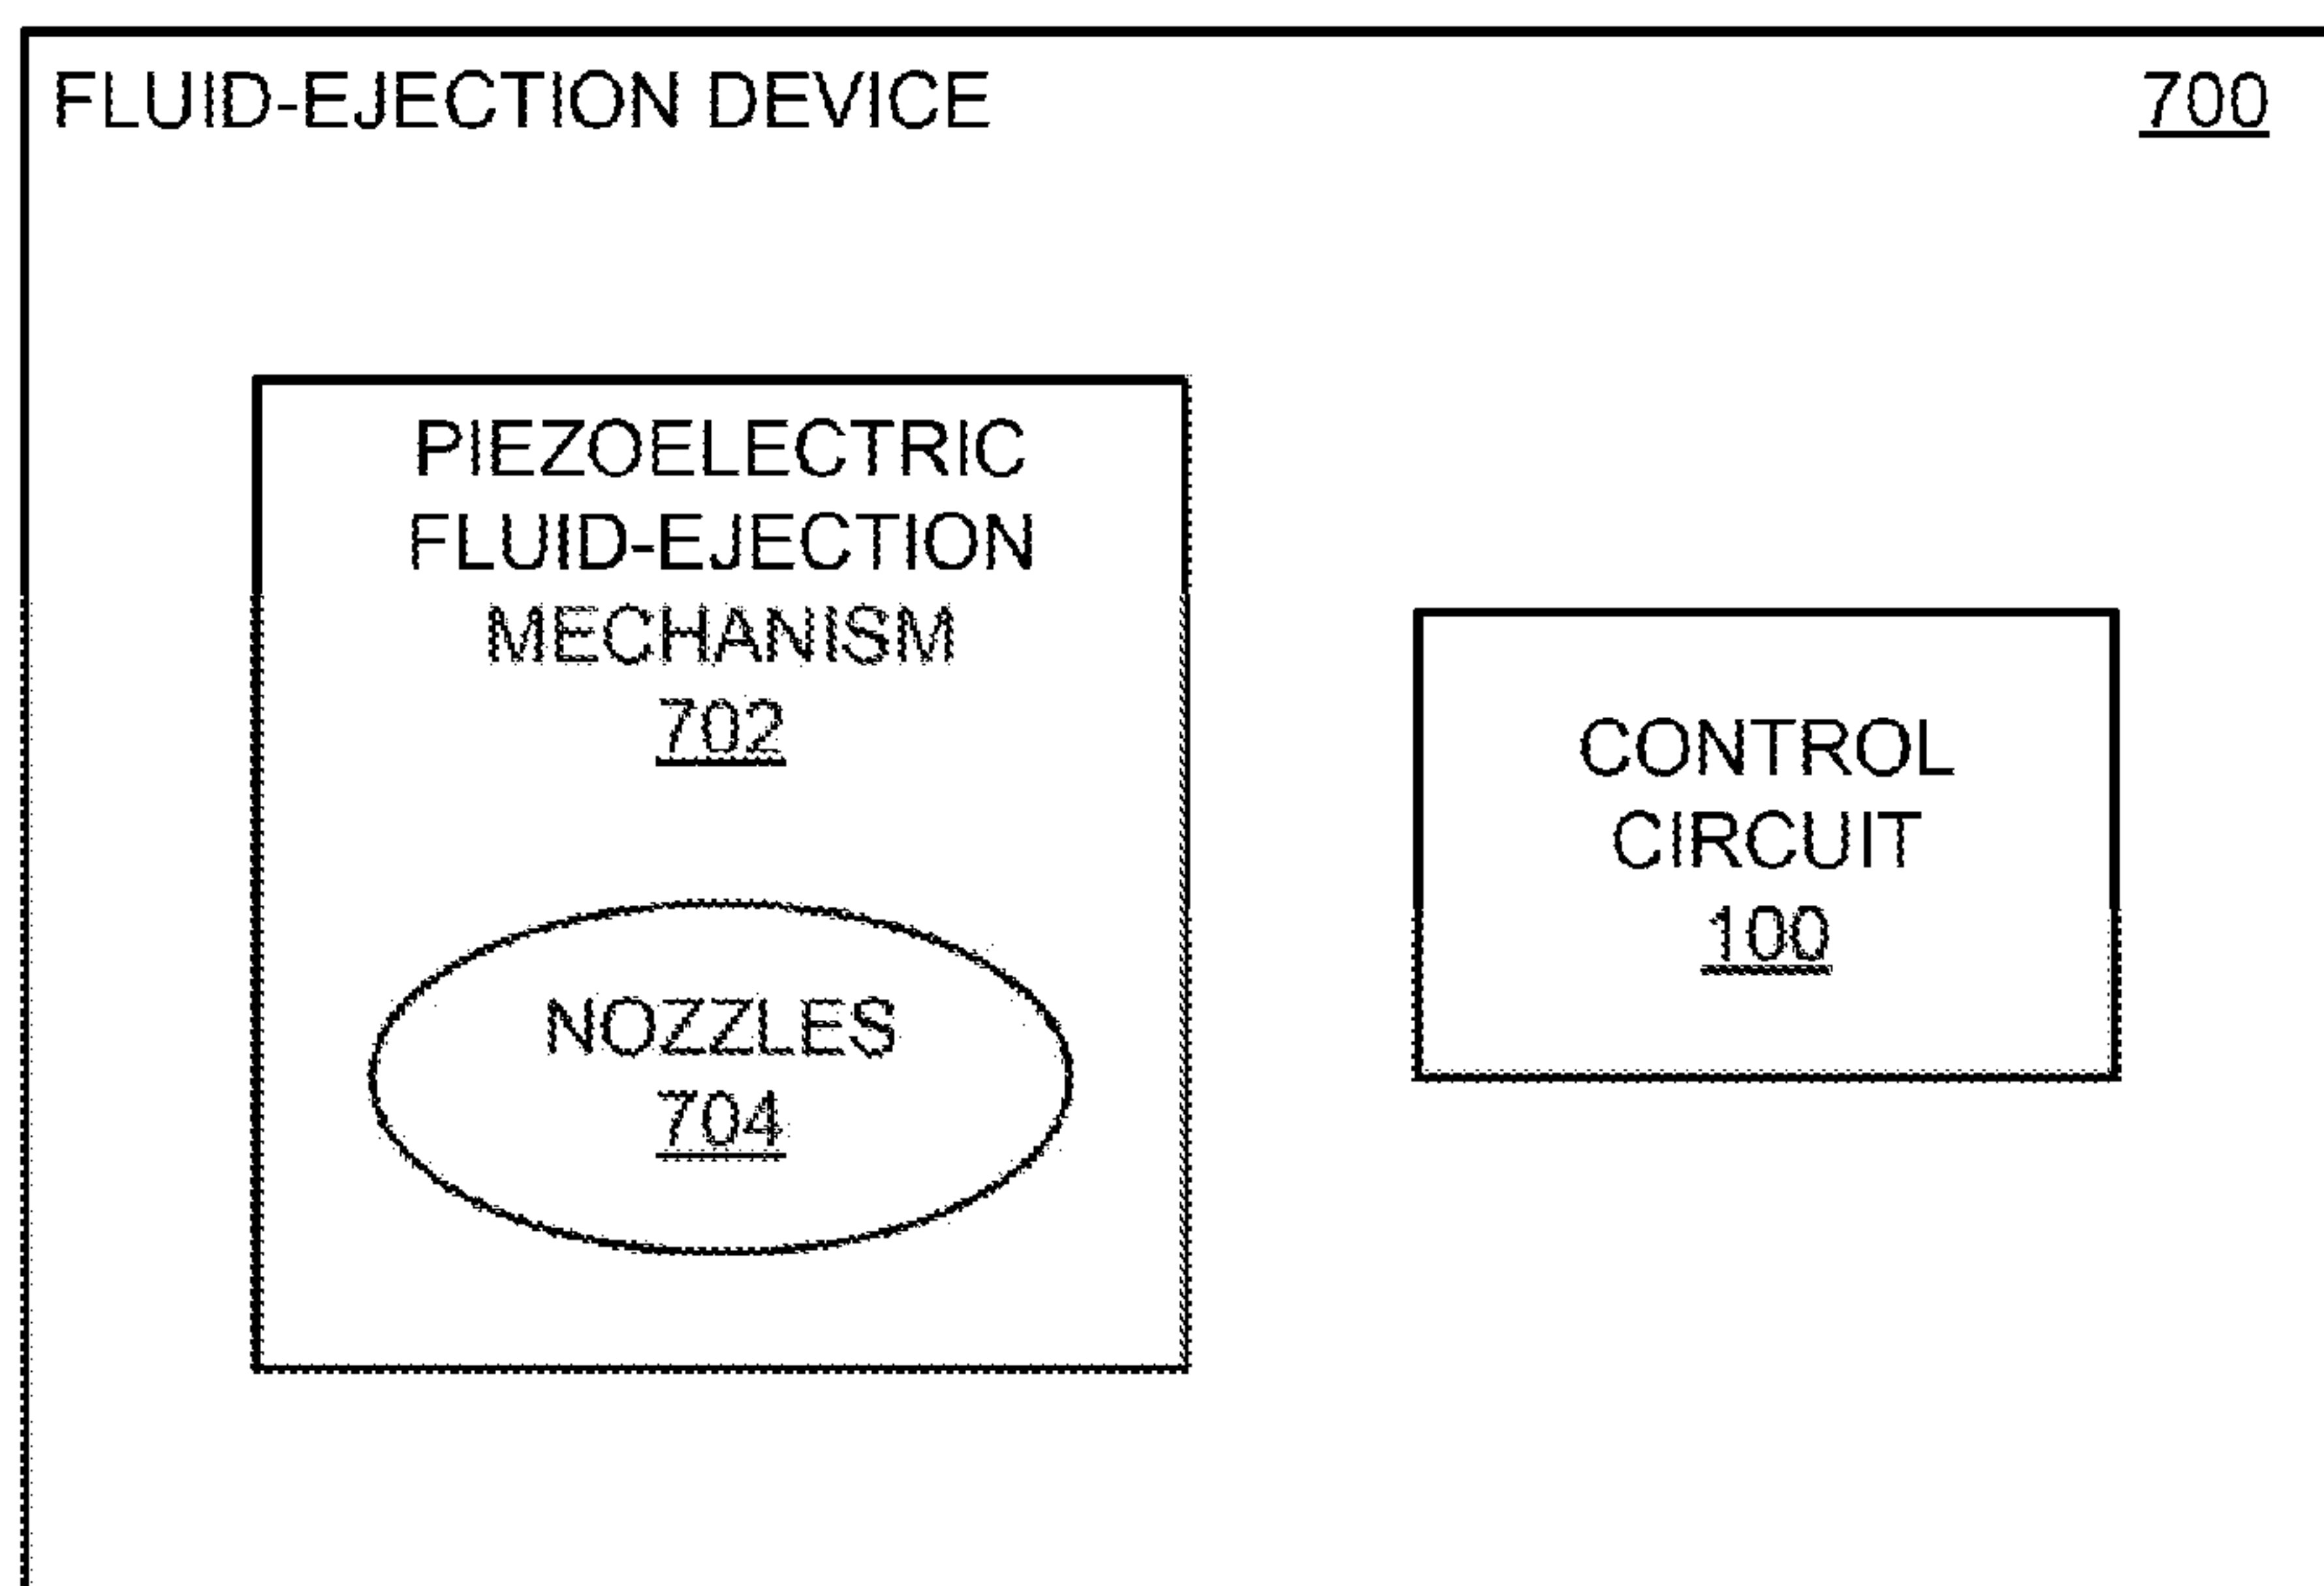 FLUID-EJECTION DEVICE 700
PIEZOELECTRIC
FLUID-EJECTION
MECHANISM
702
NOZZLES
704
CONTROL
CIRCUIT
100